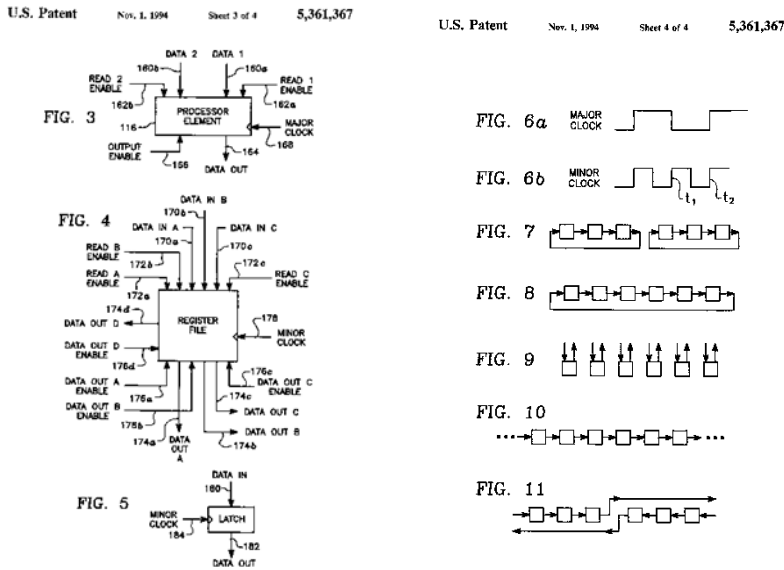 U.S. Patent Nov. 1, 1994 Sheet 3 of 4 5,361,367
DATA 2 DATA 1
160b 160a
READ 2 ENABLE
162b
READ 1 ENABLE
162a
FIG. 3
PROCESSOR ELEMENT
116
MAJOR CLOCK
168
OUTPUT ENABLE
166
164
DATA OUT
FIG. 4
DATA IN B
170b
DATA IN A
170a
DATA IN C
170c
READ B ENABLE
172b
READ A ENABLE
172a
172c
READ C ENABLE
174d
DATA OUT D
REGISTER FILE
178
MINOR CLOCK
DATA OUT D ENABLE
176d
DATA OUT A ENABLE
176a
176c
DATA OUT C ENABLE
DATA OUT B ENABLE
176b
174c
DATA OUT C
174a
DATA OUT A
DATA OUT B
174b
FIG. 5
DATA IN
180
MINOR CLOCK
184
LATCH
182
DATA OUT
U.S. Patent Nov. 1, 1994 Sheet 4 of 4 5,361,367
FIG. 6a MAJOR CLOCK
FIG. 6b MINOR CLOCK
t1 t2
FIG. 7
FIG. 8
FIG. 9
FIG. 10
FIG. 11